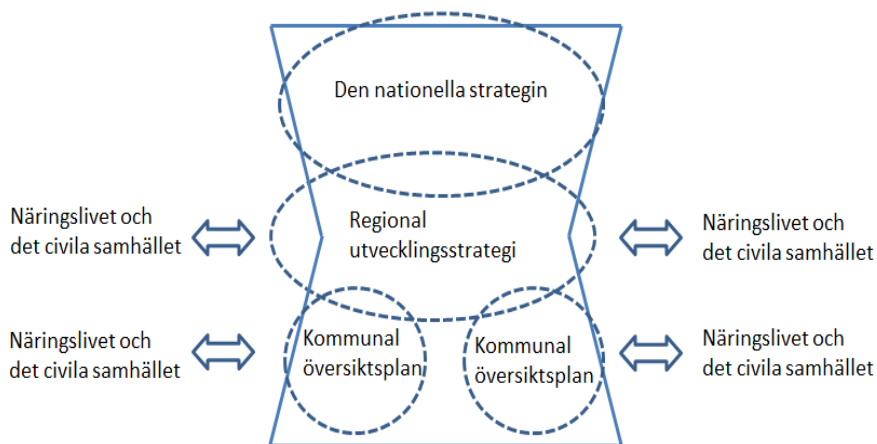 Den nationella strategin
Näringslivet och
det civila samhället
Regional
utvecklingsstrategi
Näringslivet och
det civila samhället
Näringslivet och
det civila samhället
Kommunal
översiktsplan
Kommunal
översiktsplan
Näringslivet och
det civila samhället